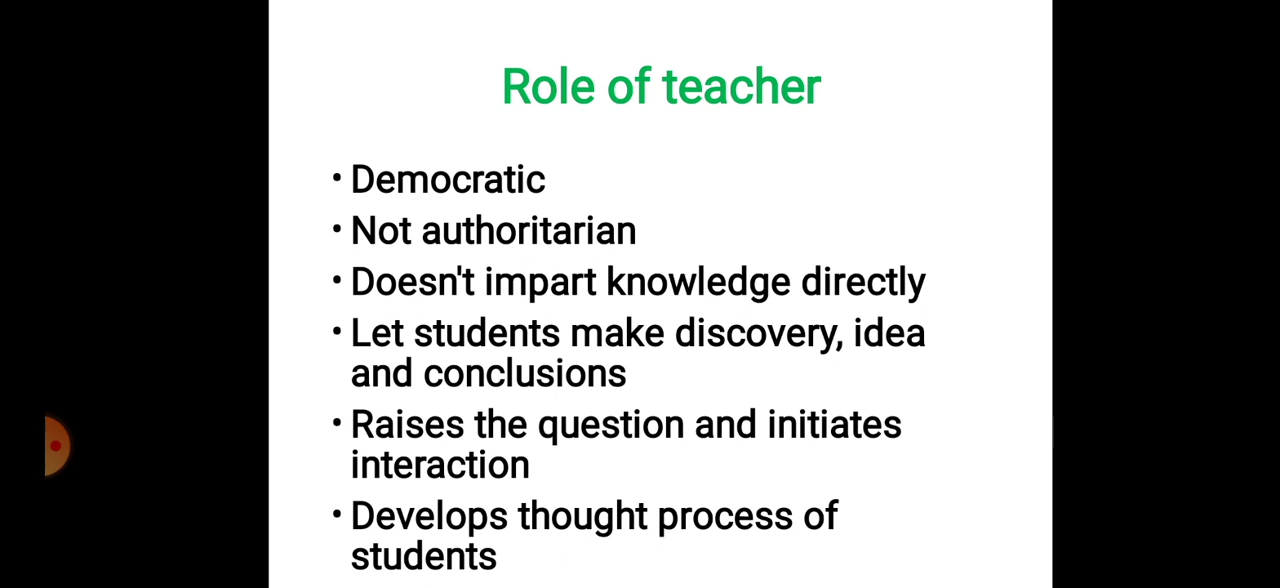 Role of teacher
• Democratic
• Not authoritarian
• Doesn't impart knowledge directly
• Let students make discovery, idea
and conclusions
• Raises the question and initiates
interaction
• Develops thought process of
students